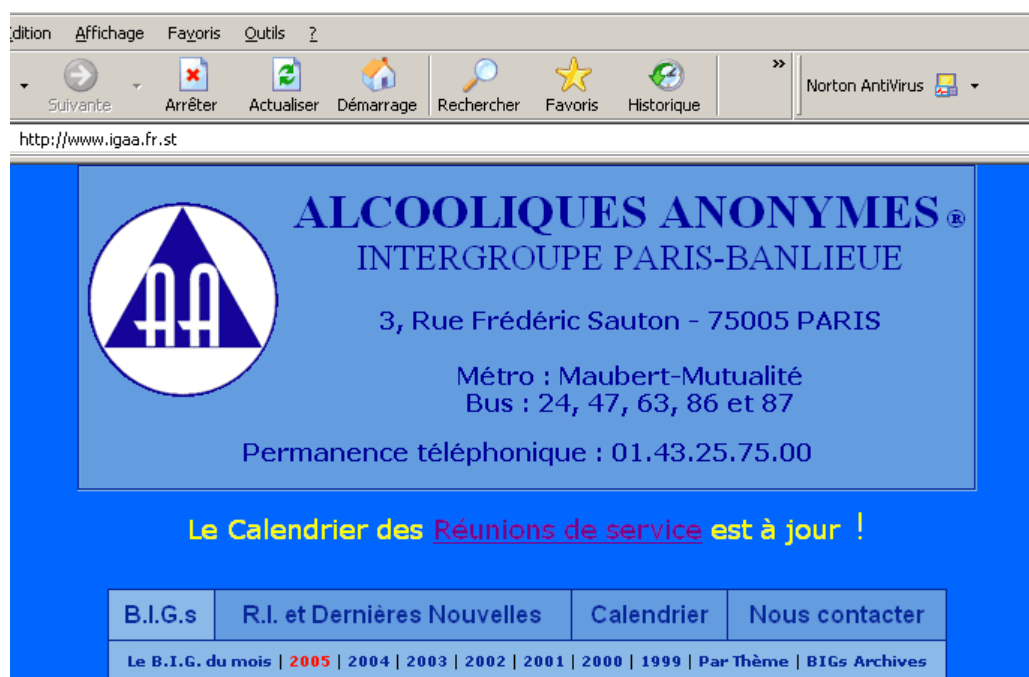 Edition Affichage Favoris Outils ?
Suivante Arrêter Actualiser Démarrage Rechercher Favoris Historique » Norton AntiVirus
http://www.igaa.fr.st
AA
ALCOOLIQUES ANONYMES ®
INTERGROUPE PARIS-BANLIEUE
3, Rue Frédéric Sauton - 75005 PARIS
Métro : Maubert-Mutualité
Bus : 24, 47, 63, 86 et 87
Permanence téléphonique : 01.43.25.75.00
Le Calendrier des Réunions de service est à jour !
B.I.G.s R.I. et Dernières Nouvelles Calendrier Nous contacter
Le B.I.G. du mois | 2005 | 2004 | 2003 | 2002 | 2001 | 2000 | 1999 | Par Thème | BIGs Archives